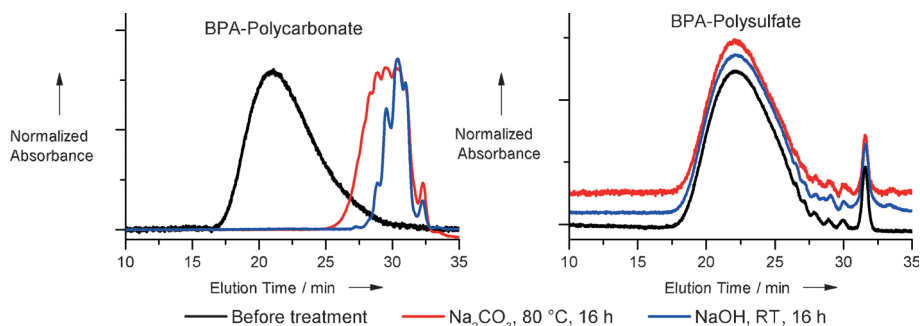 BPA-Polycarbonate
Normalized
Absorbance
10 15 20 25 30 35
Elution Time / min
BPA-Polysulfate
Normalized
Absorbance
10 15 20 25 30 35
Elution Time / min
Before treatment Na₂CO₃, 80 °C, 16 h NaOH, RT, 16 h